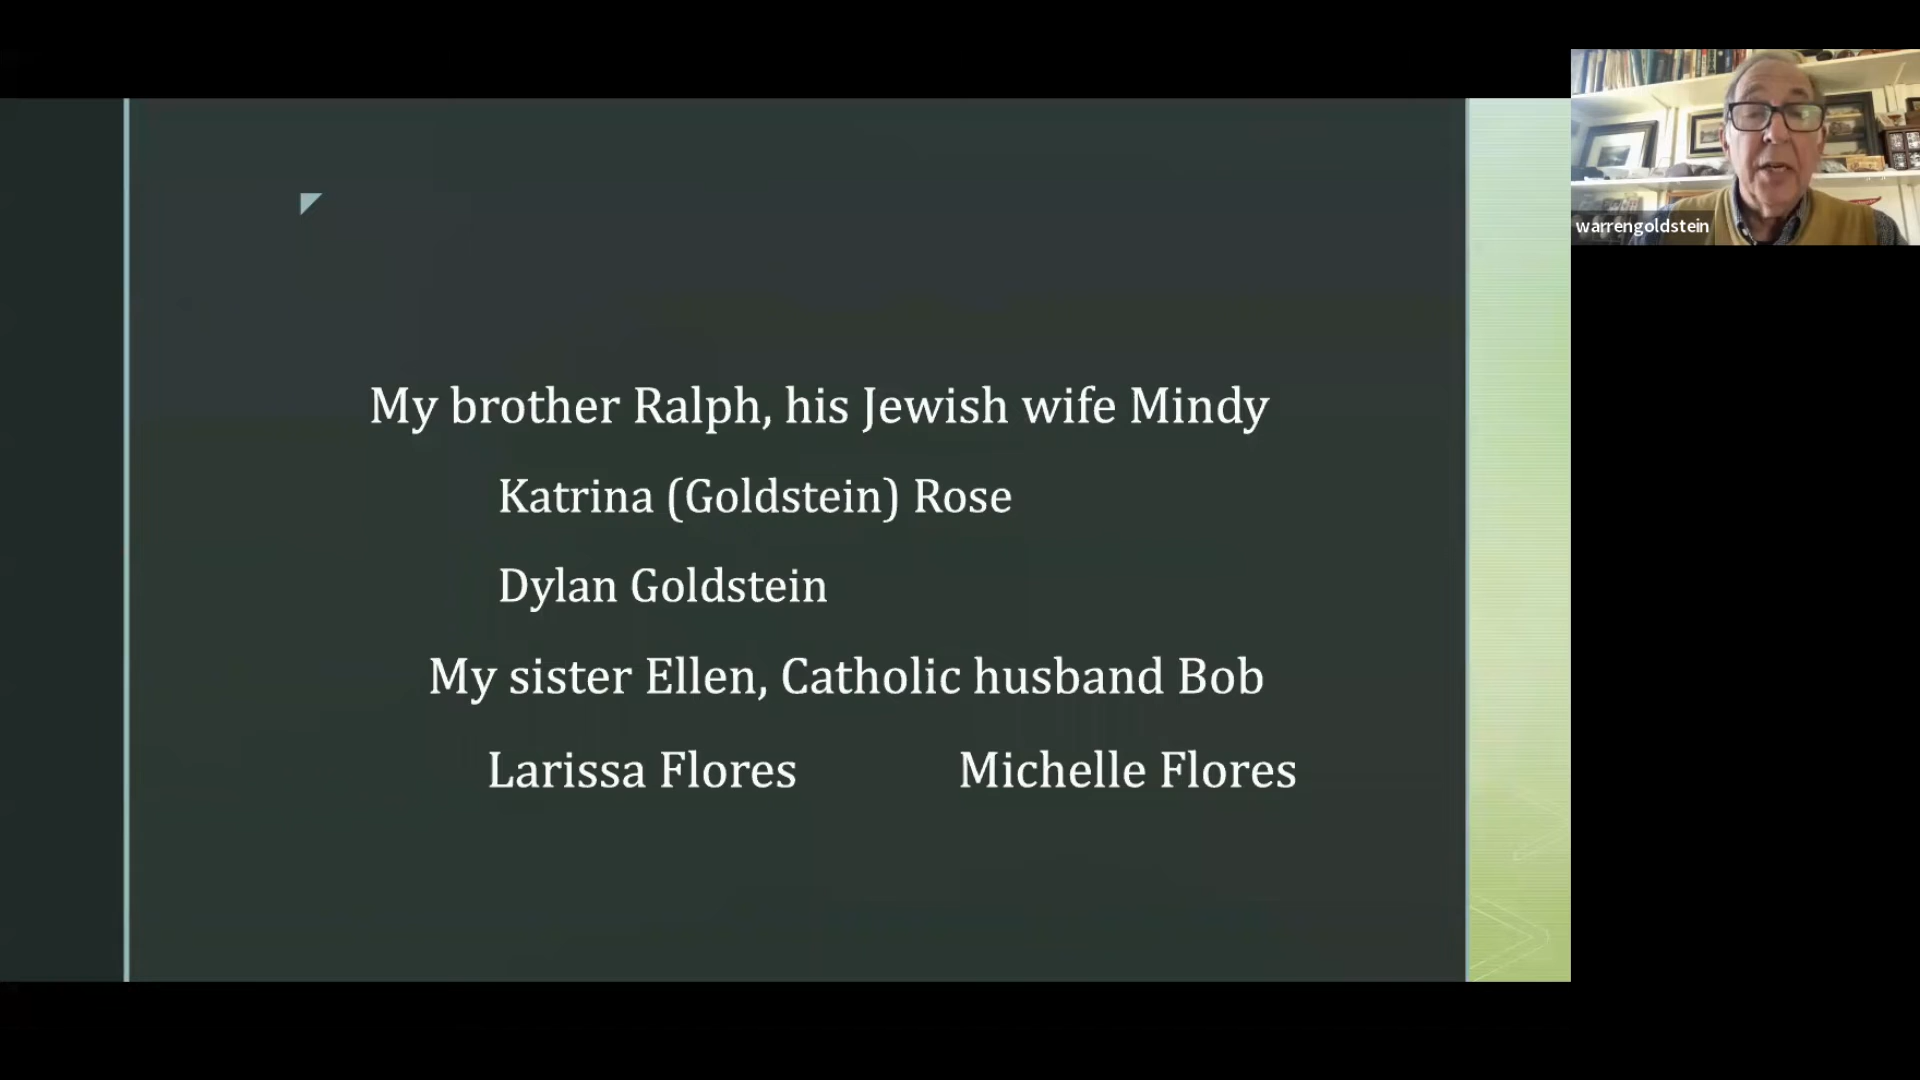 My brother Ralph, his Jewish wife Mindy
Katrina (Goldstein) Rose
Dylan Goldstein
My sister Ellen, Catholic husband Bob
Larissa Flores Michelle Flores
warrengoldstein